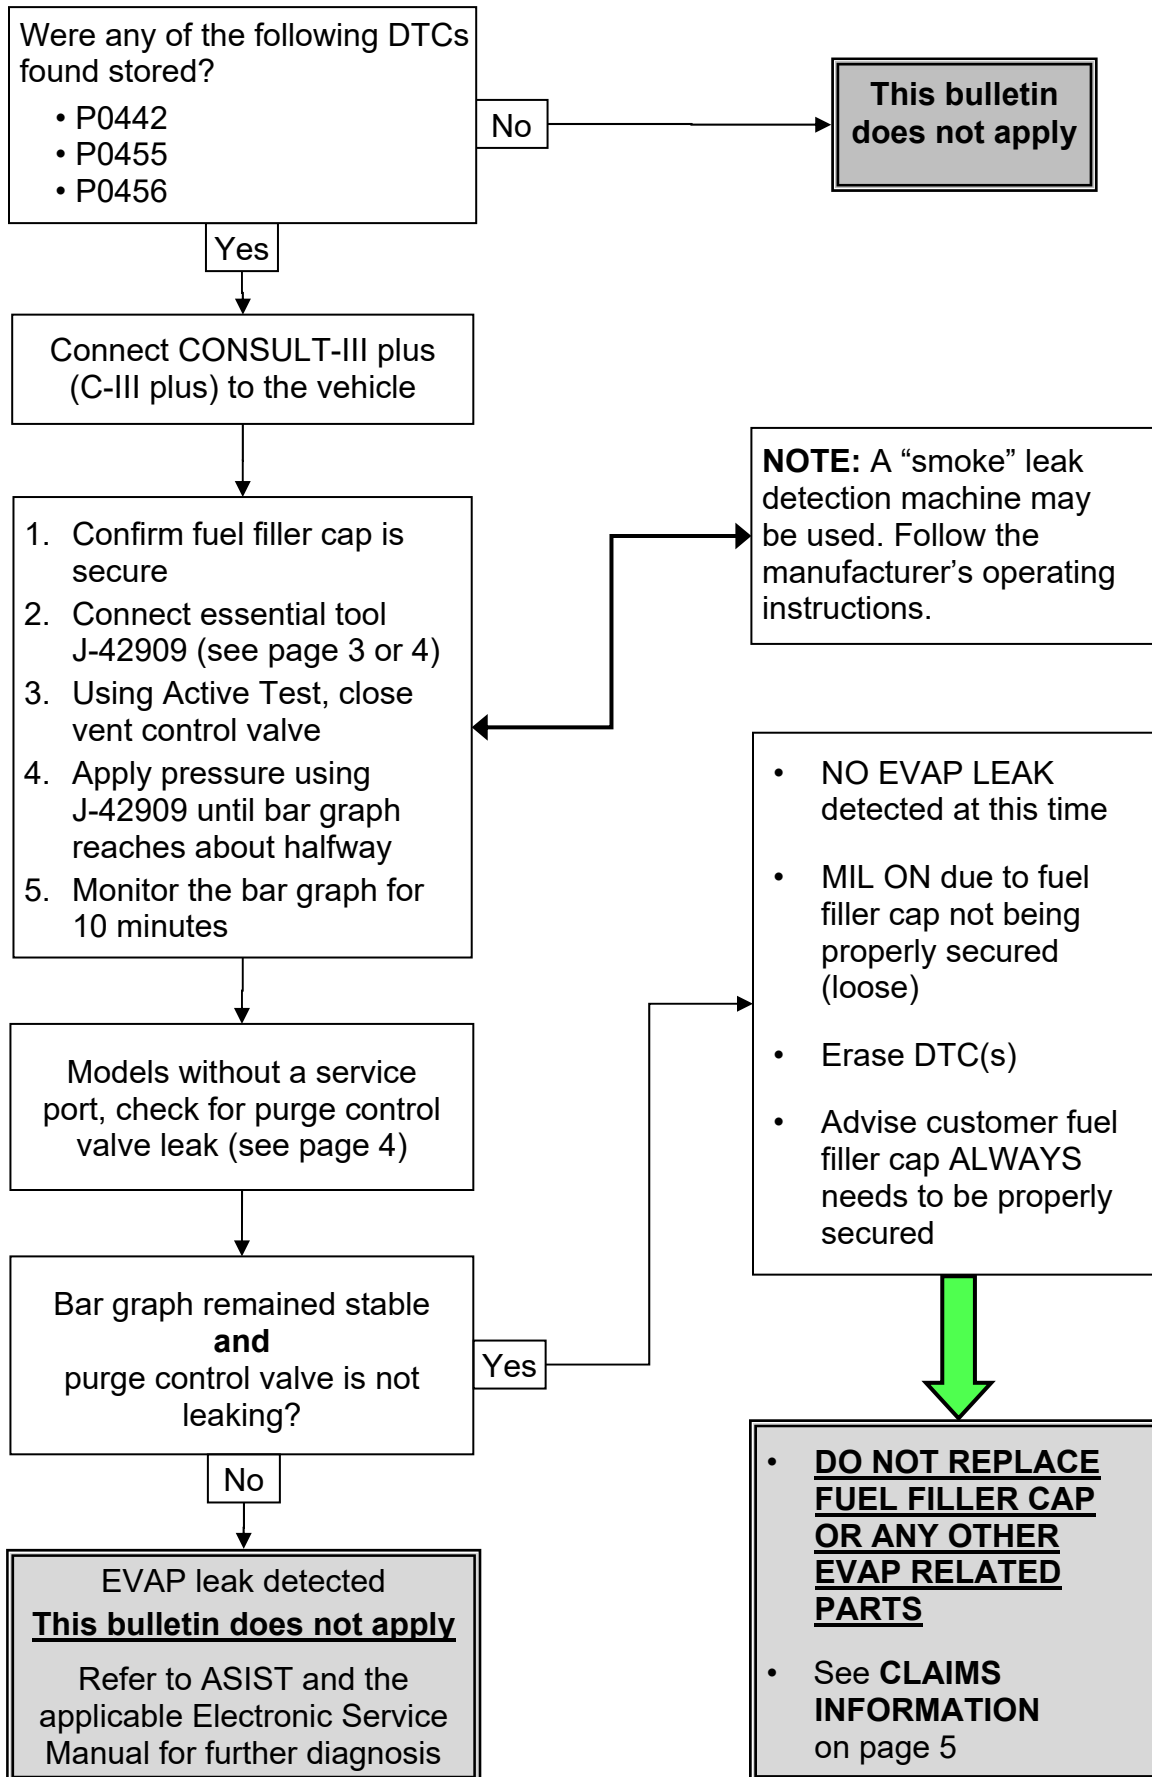 Were any of the following DTCs
found stored?
• P0442
• P0455
• P0456
No
This bulletin
does not apply
Yes
Connect CONSULT-III plus
(C-III plus) to the vehicle
1. Confirm fuel filler cap is
secure
2. Connect essential tool
J-42909 (see page 3 or 4)
3. Using Active Test, close
vent control valve
4. Apply pressure using
J-42909 until bar graph
reaches about halfway
5. Monitor the bar graph for
10 minutes
NOTE: A “smoke” leak
detection machine may
be used. Follow the
manufacturer’s operating
instructions.
Models without a service
port, check for purge control
valve leak (see page 4)
Bar graph remained stable
and
purge control valve is not
leaking?
Yes
• NO EVAP LEAK
detected at this time
• MIL ON due to fuel
filler cap not being
properly secured
(loose)
• Erase DTC(s)
• Advise customer fuel
filler cap ALWAYS
needs to be properly
secured
No
EVAP leak detected
This bulletin does not apply
Refer to ASIST and the
applicable Electronic Service
Manual for further diagnosis
• DO NOT REPLACE
FUEL FILLER CAP
OR ANY OTHER
EVAP RELATED
PARTS
• See CLAIMS
INFORMATION
on page 5